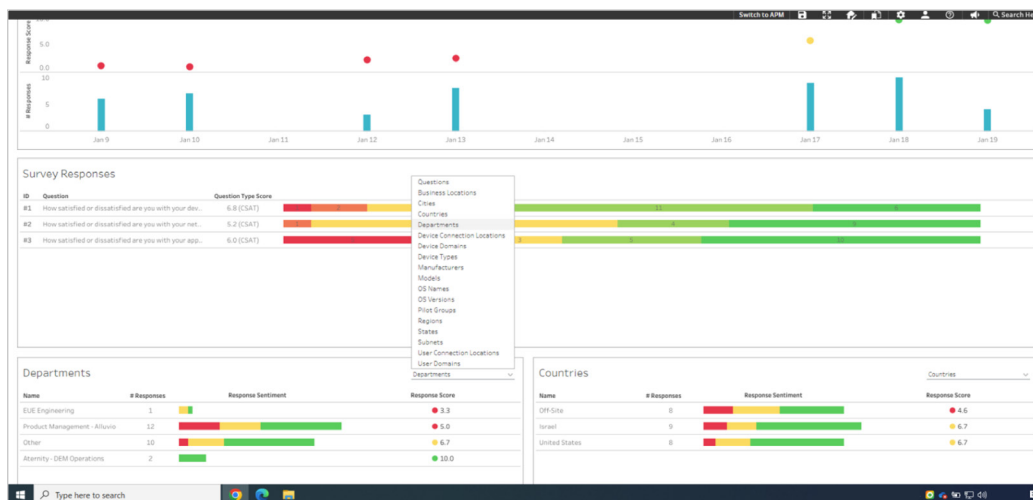 Switch to APM
Search He
Response Score
5.0
0.0
# Responses
10
5
0
Jan 9 Jan 10 Jan 11 Jan 12 Jan 13 Jan 14 Jan 15 Jan 16 Jan 17 Jan 18 Jan 19
Survey Responses
ID Question Question Type Score
#1 How satisfied or dissatisfied are you with your dev... 6.8 (CSAT) 11
#2 How satisfied or dissatisfied are you with your net... 5.2 (CSAT) 4
#3 How satisfied or dissatisfied are you with your app... 6.0 (CSAT) 3 5 10
Questions
Business Locations
Cities
Countries
Departments
Device Connection Locations
Device Domains
Device Types
Manufacturers
Models
OS Names
OS Versions
Pilot Groups
Regions
States
Subnets
User Connection Locations
User Domains
Departments
Departments
Name # Responses Response Sentiment Response Score
EUE Engineering 1 3.3
Product Management - Alluvio 12 5.0
Other 10 6.7
Aternity - DEM Operations 2 10.0
Countries
Countries
Name # Responses Response Sentiment Response Score
Off-Site 8 4.6
Israel 9 6.7
United States 8 6.7
Type here to search